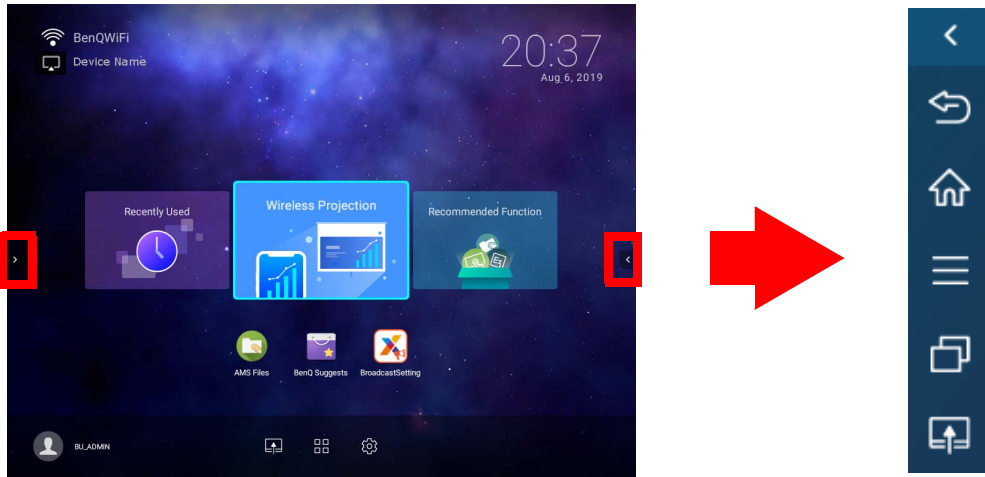 BenQWiFi
Device Name
20:37
Aug 6, 2019
Recently Used
Wireless Projection
Recommended Function
AMS Files
BenQ Suggests
BroadcastSetting
BU_ADMIN